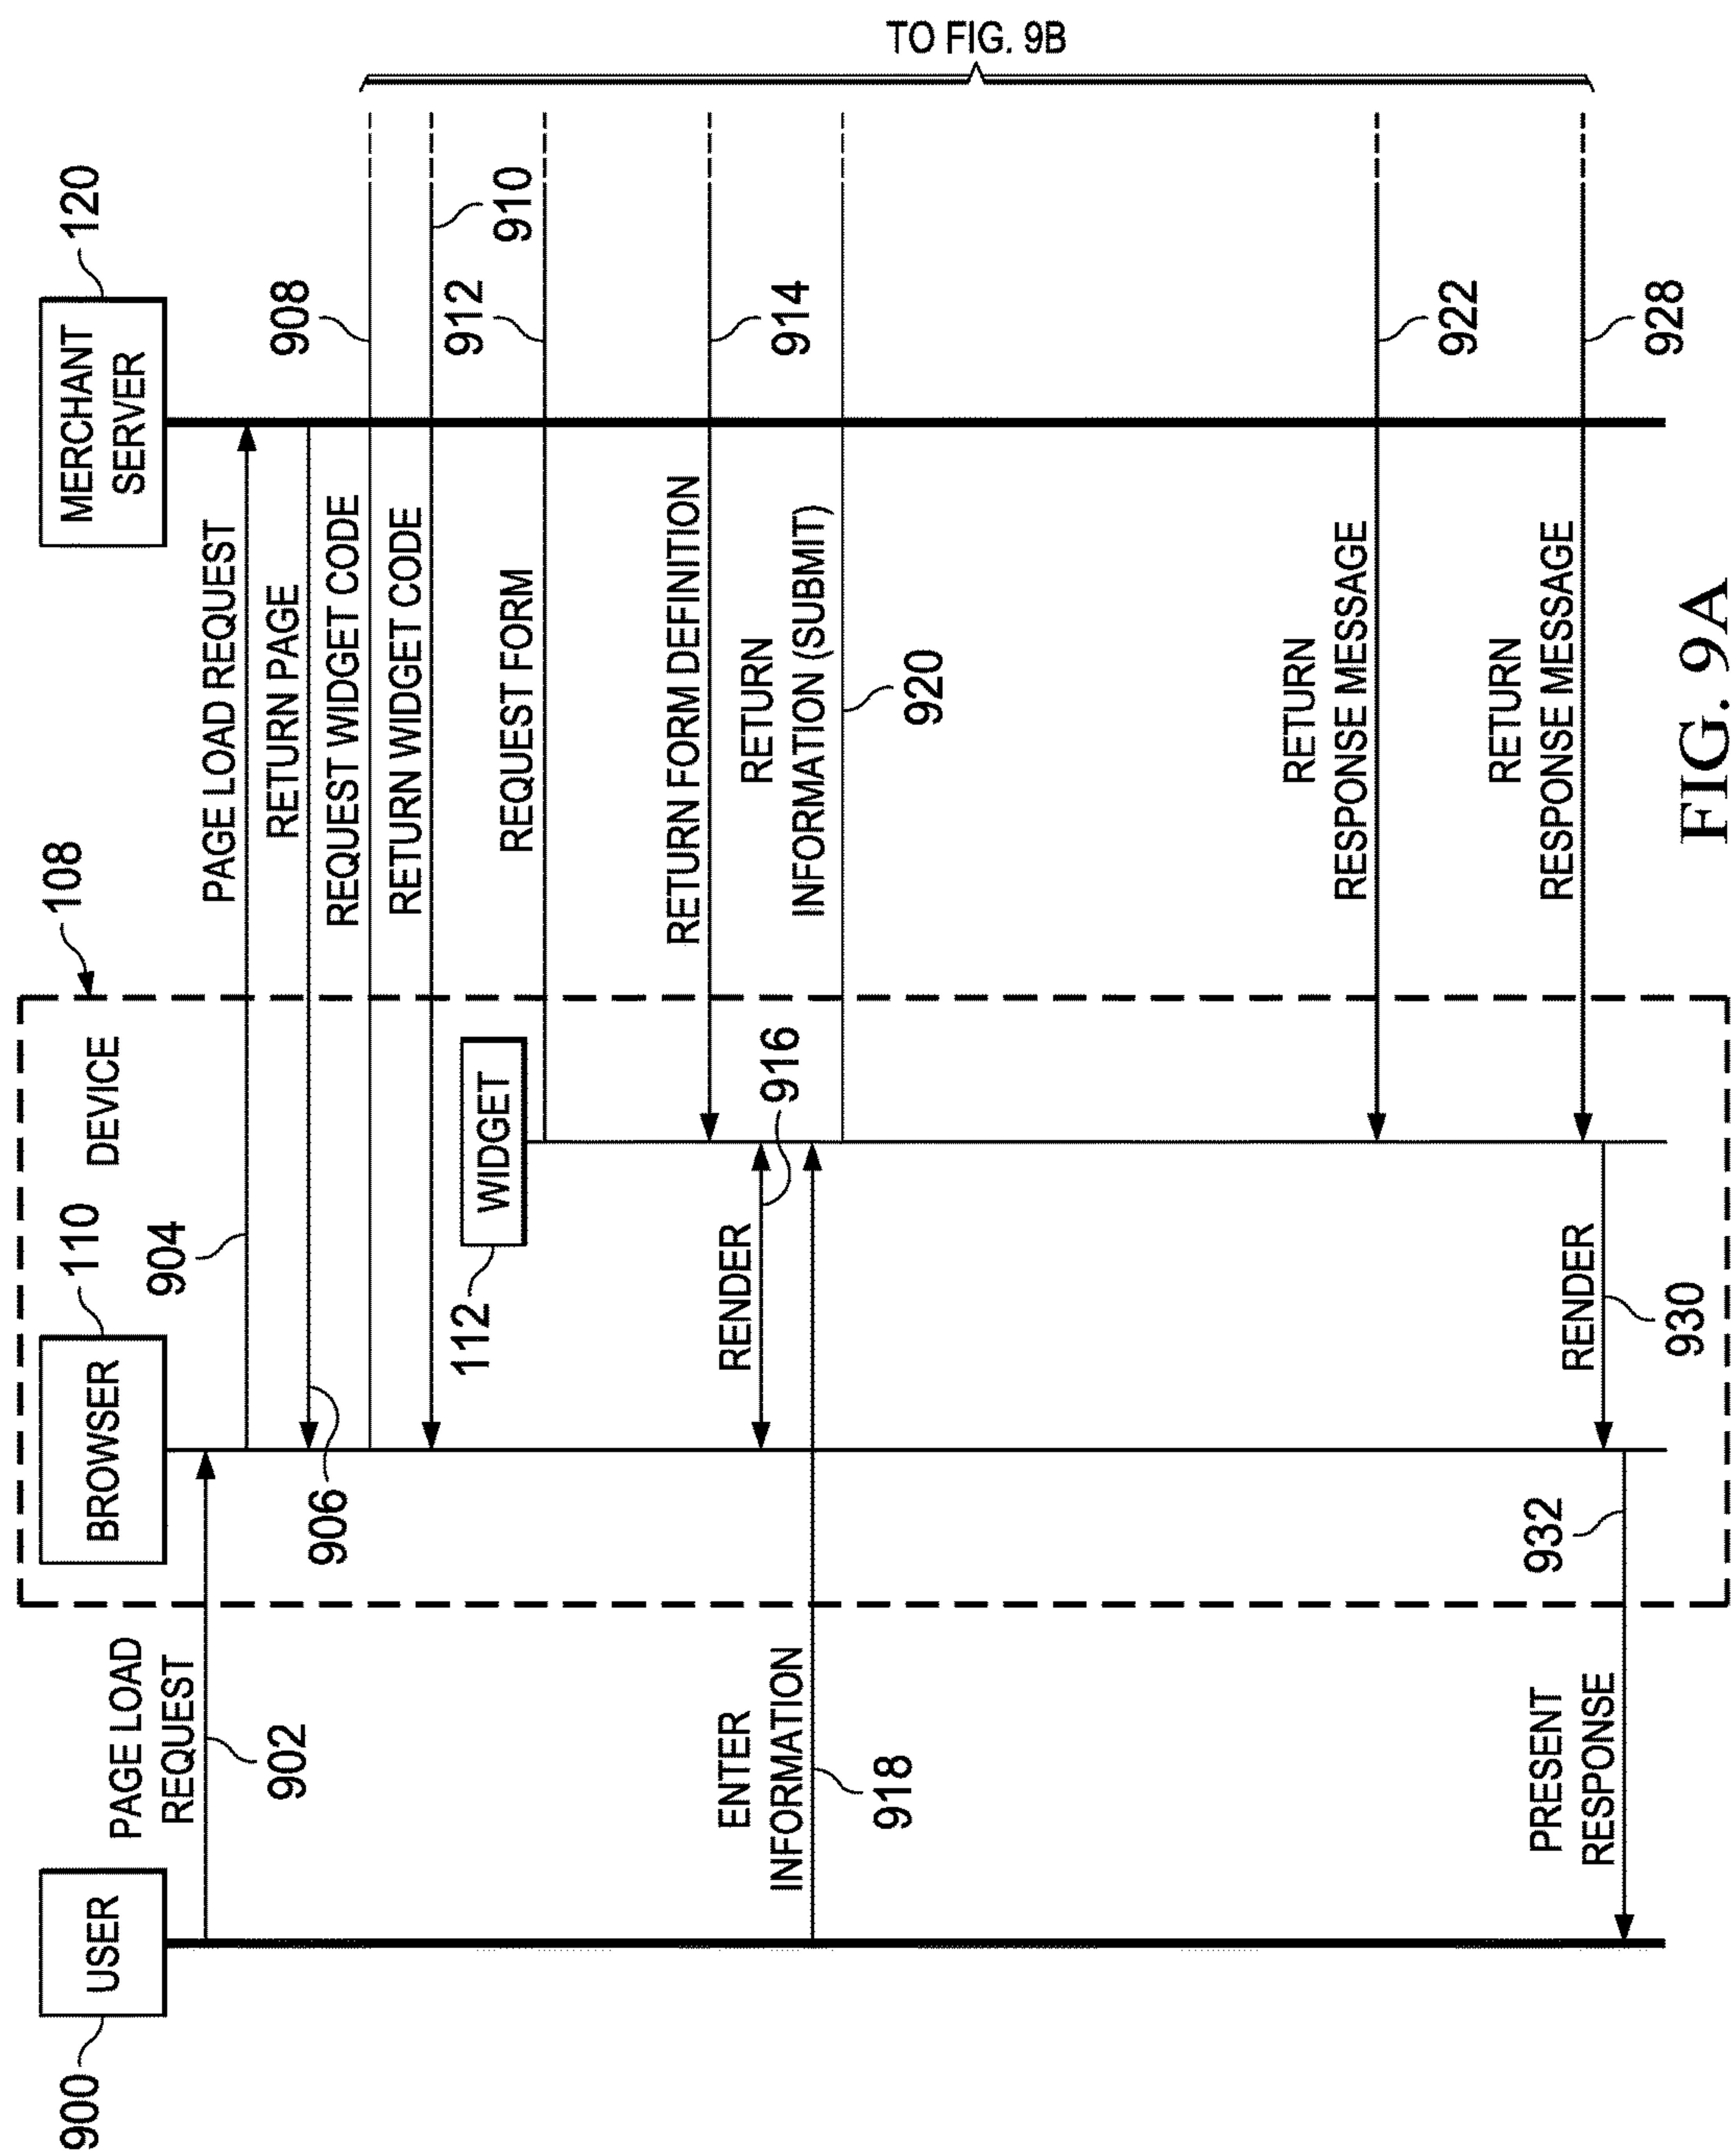 900
USER
108
DEVICE
BROWSER
110
MERCHANT
SERVER
120
PAGE LOAD
REQUEST
902
904
PAGE LOAD REQUEST
906
RETURN PAGE
REQUEST WIDGET CODE
908
RETURN WIDGET CODE
910
112
WIDGET
REQUEST FORM
912
RETURN FORM DEFINITION
914
RENDER
916
ENTER
INFORMATION
918
RETURN
INFORMATION (SUBMIT)
920
RETURN
RESPONSE MESSAGE
922
RETURN
RESPONSE MESSAGE
928
RENDER
930
PRESENT
RESPONSE
932
TO FIG. 9B
FIG. 9A